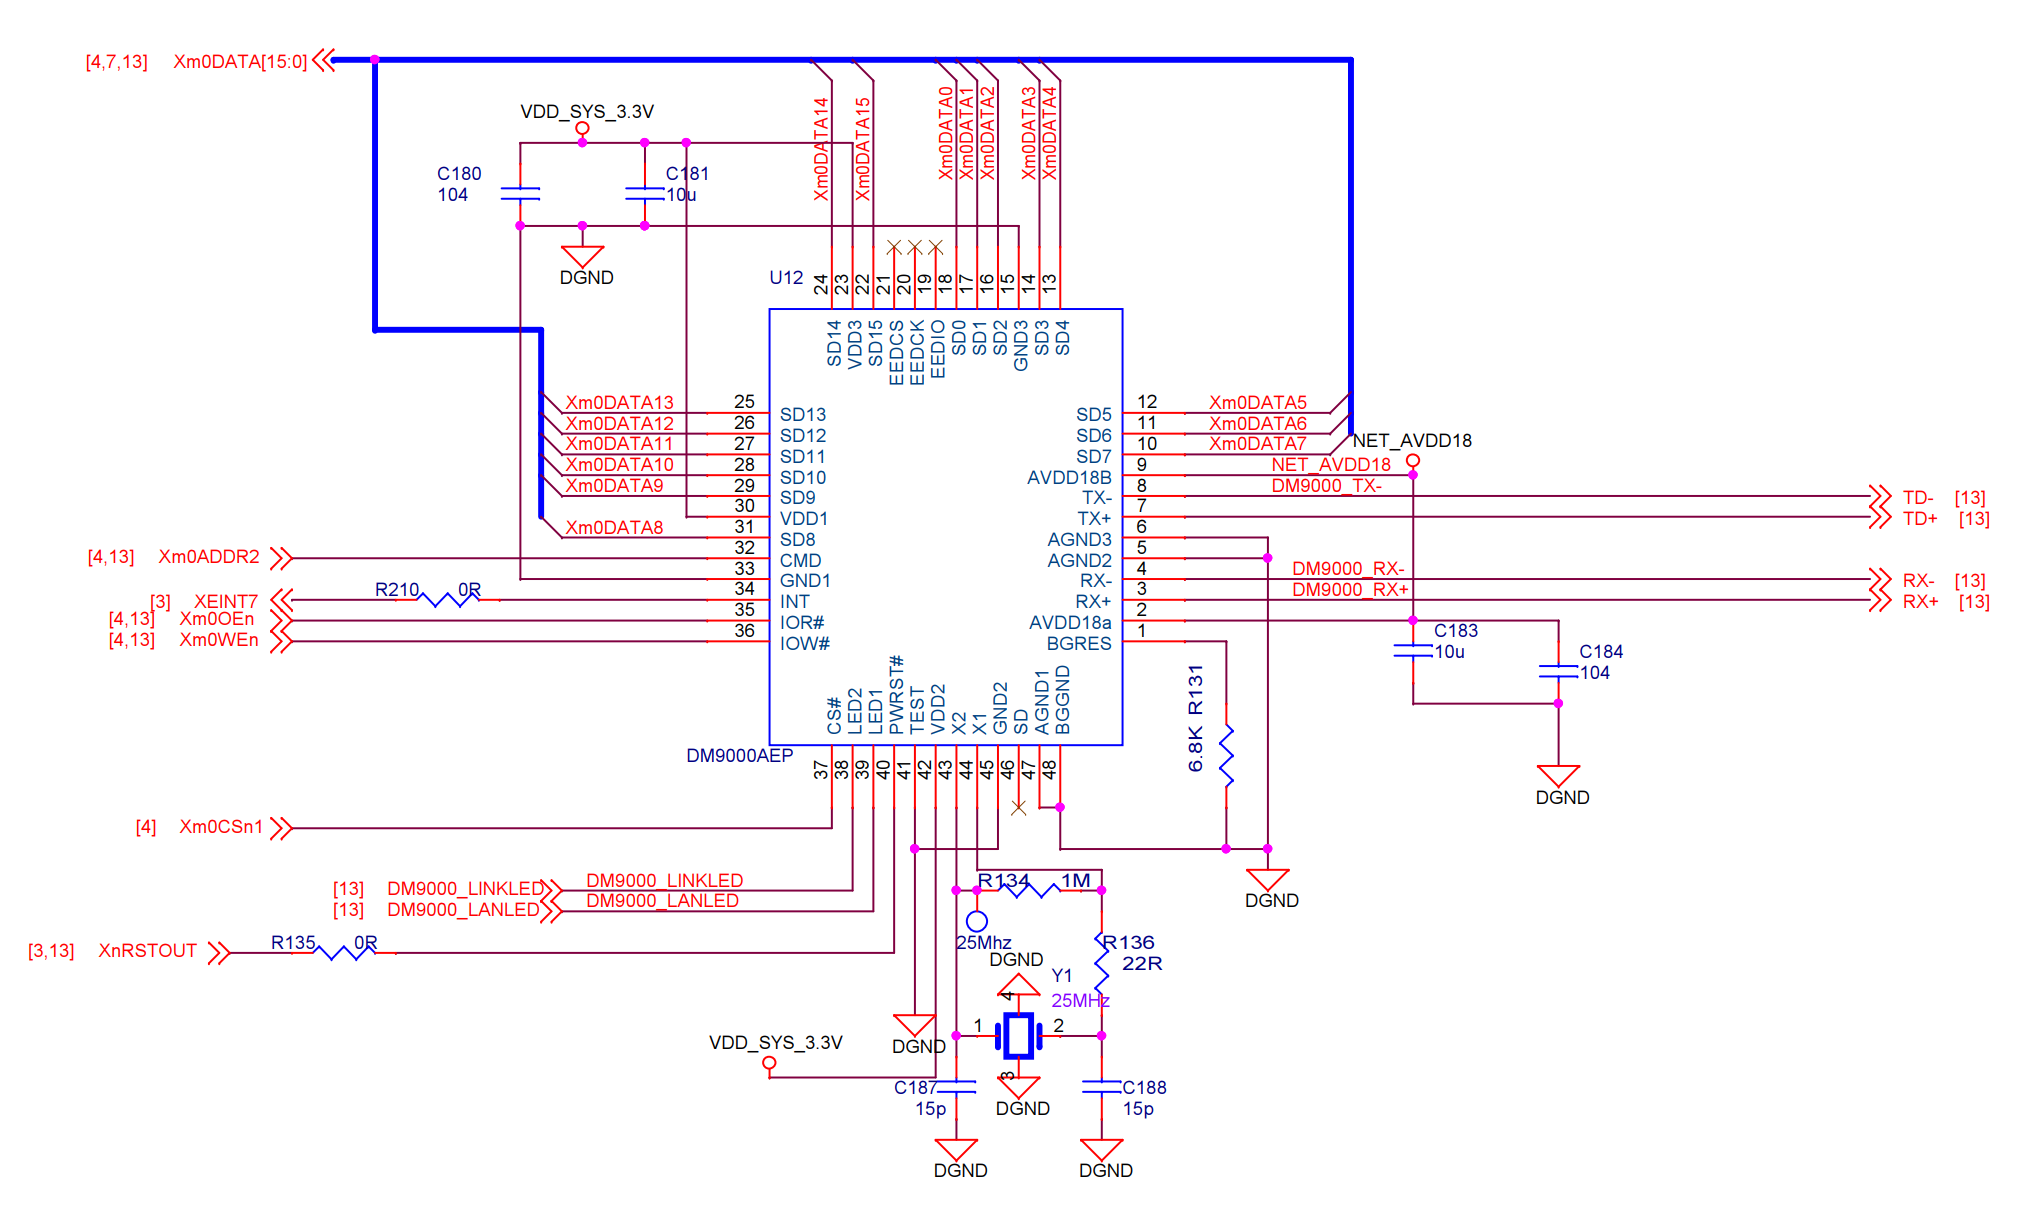 [4,7,13] Xm0DATA[15:0]
VDD_SYS_3.3V
C180
104
C181
10u
DGND
Xm0DATA14
Xm0DATA15
Xm0DATA0
Xm0DATA1
Xm0DATA2
Xm0DATA3
Xm0DATA4
U12
24 23 22 21 20 19 18 17 16 15 14 13
SD14 VDD3 SD15 EEDCS EEDCK EEDIO SD0 SD1 SD2 GND3 SD3 SD4
Xm0DATA13 25 SD13
Xm0DATA12 26 SD12
Xm0DATA11 27 SD11
Xm0DATA10 28 SD10
Xm0DATA9 29 SD9
30 VDD1
Xm0DATA8 31 SD8
[4,13] Xm0ADDR2 32 CMD
33 GND1
[3] XEINT7 R210 0R 34 INT
[4,13] Xm0OEn 35 IOR#
[4,13] Xm0WEn 36 IOW#
SD5 12 Xm0DATA5
SD6 11 Xm0DATA6
SD7 10 Xm0DATA7
NET_AVDD18
AVDD18B 9 NET_AVDD18
TX- 8 DM9000_TX- TD- [13]
TX+ 7 TD+ [13]
AGND3 6
AGND2 5
RX- 4 DM9000_RX- RX- [13]
RX+ 3 DM9000_RX+ RX+ [13]
AVDD18a 2
BGRES 1
C183
10u
C184
104
DGND
6.8K R131
DGND
CS# LED2 LED1 PWRST# TEST VDD2 X2 X1 GND2 SD AGND1 BGGND
DM9000AEP
37 38 39 40 41 42 43 44 45 46 47 48
[4] Xm0CSn1
[13] DM9000_LINKLED DM9000_LINKLED
[13] DM9000_LANLED DM9000_LANLED
[3,13] XnRSTOUT R135 0R
R134 1M
25Mhz
R136
22R
DGND
Y1
25MHz
4
1 2
3
DGND
DGND
VDD_SYS_3.3V
C187
15p
C188
15p
DGND
DGND